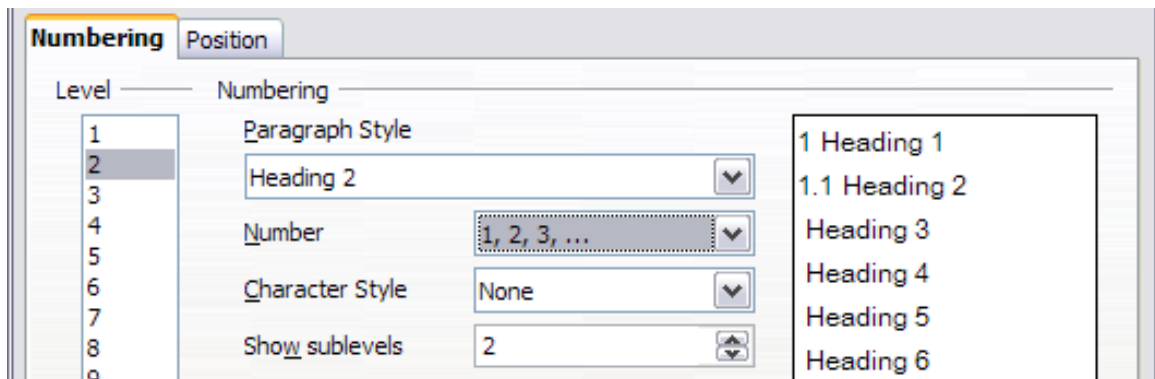 Numbering Position
Level
1
2
3
4
5
6
7
8
9
Numbering
Paragraph Style
Heading 2
Number 1, 2, 3, ...
Character Style None
Show sublevels 2
1 Heading 1
1.1 Heading 2
Heading 3
Heading 4
Heading 5
Heading 6